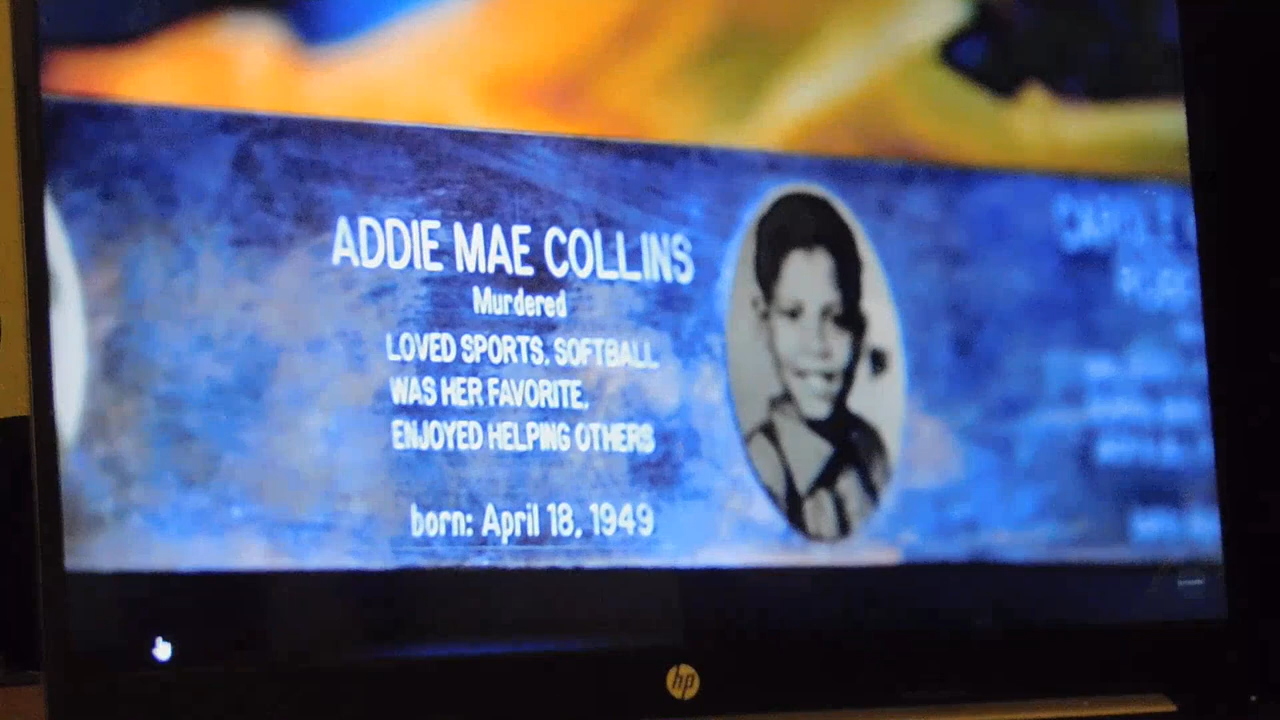 ADDIE MAE COLLINS
Murdered
LOVED SPORTS, SOFTBALL
WAS HER FAVORITE,
ENJOYED HELPING OTHERS
born: April 18, 1949
hp